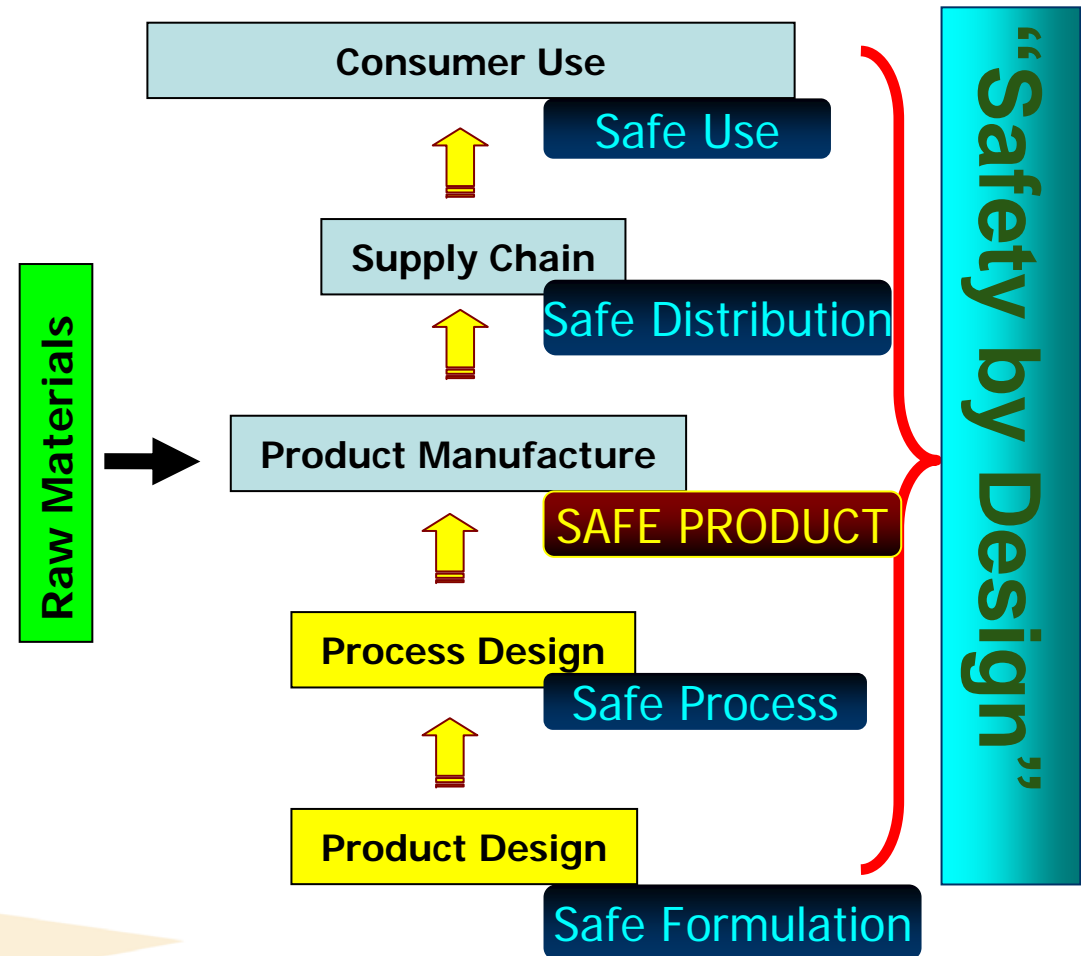 Consumer Use
Safe Use
Supply Chain
Safe Distribution
Raw Materials
Product Manufacture
SAFE PRODUCT
Process Design
Safe Process
Product Design
Safe Formulation
“Safety by Design”